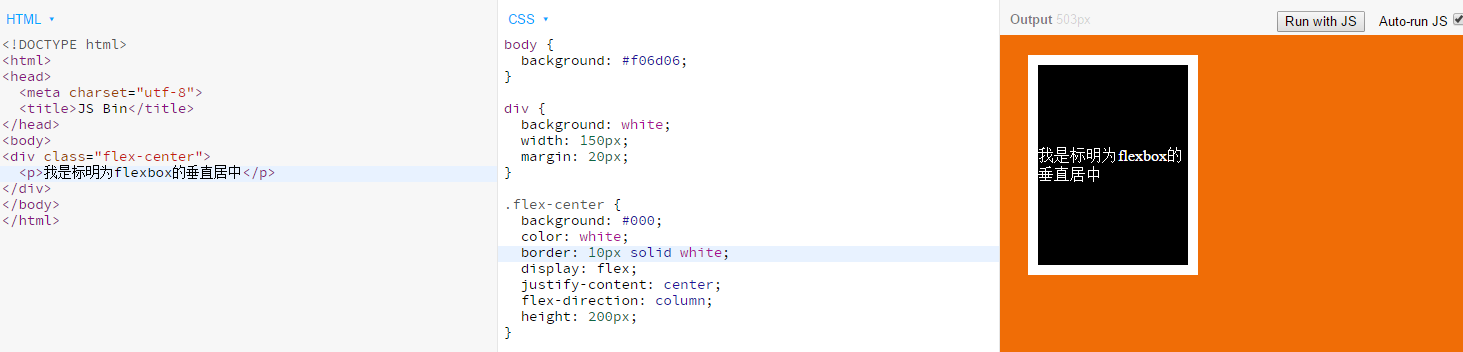 HTML
<!DOCTYPE html>
<html>
<head>
  <meta charset="utf-8">
  <title>JS Bin</title>
</head>
<body>
<div class="flex-center">
  <p>我是标明为flexbox的垂直居中</p>
</div>
</body>
</html>
CSS
body {
  background: #f06d06;
}

div {
  background: white;
  width: 150px;
  margin: 20px;
}

.flex-center {
  background: #000;
  color: white;
  border: 10px solid white;
  display: flex;
  justify-content: center;
  flex-direction: column;
  height: 200px;
}
Output 503px
Run with JS
Auto-run JS
我是标明为flexbox的
垂直居中